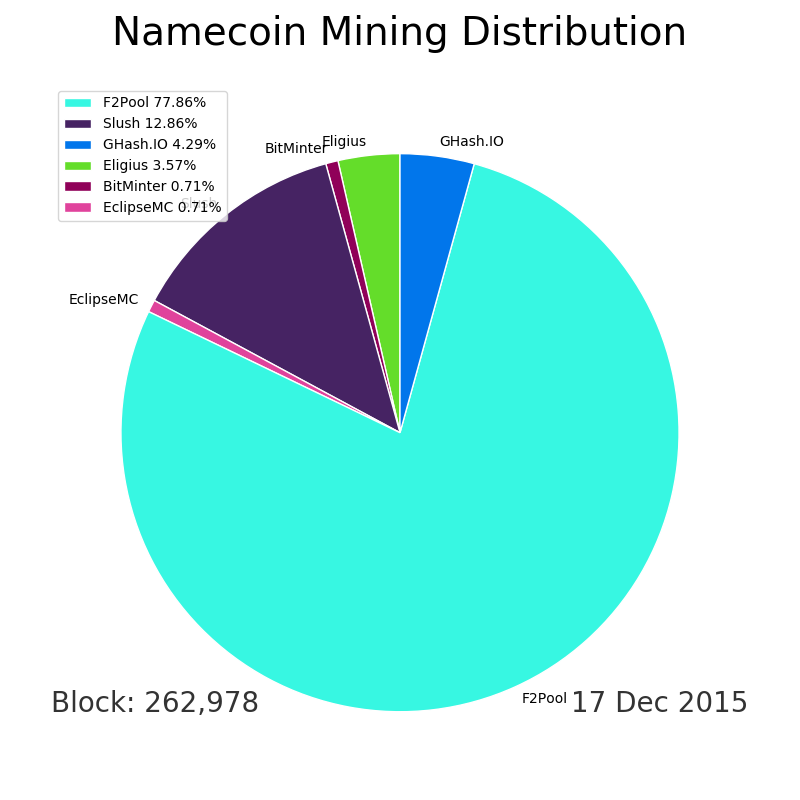 Namecoin Mining Distribution
F2Pool 77.86%
Slush 12.86%
GHash.IO 4.29%
Eligius 3.57%
BitMinter 0.71%
EclipseMC 0.71%
BitMinter
Eligius
GHash.IO
Slush
EclipseMC
F2Pool
Block: 262,978
17 Dec 2015